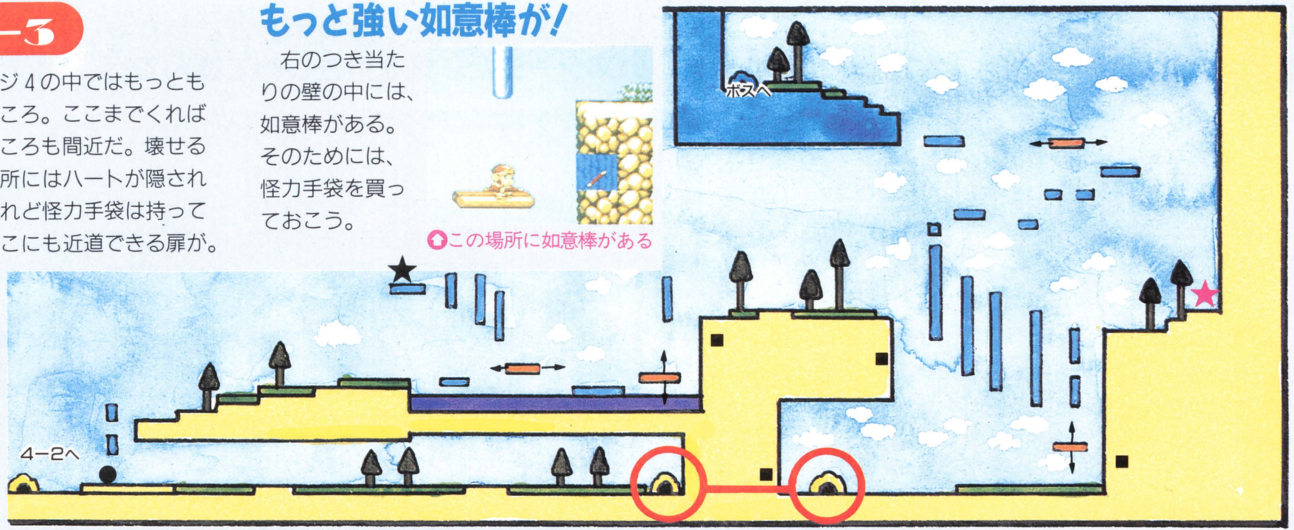 -3
ジ4の中ではもっとも
ころ。ここまでくれば
ころも間近だ。壊せる
所にはハートが隠され
れど怪力手袋は持って
こにも近道できる扉が。
もっと強い如意棒が!
右のつき当た
りの壁の中には、
如意棒がある。
そのためには、
怪力手袋を買っ
ておこう。
この場所に如意棒がある
ボスへ
4-2へ